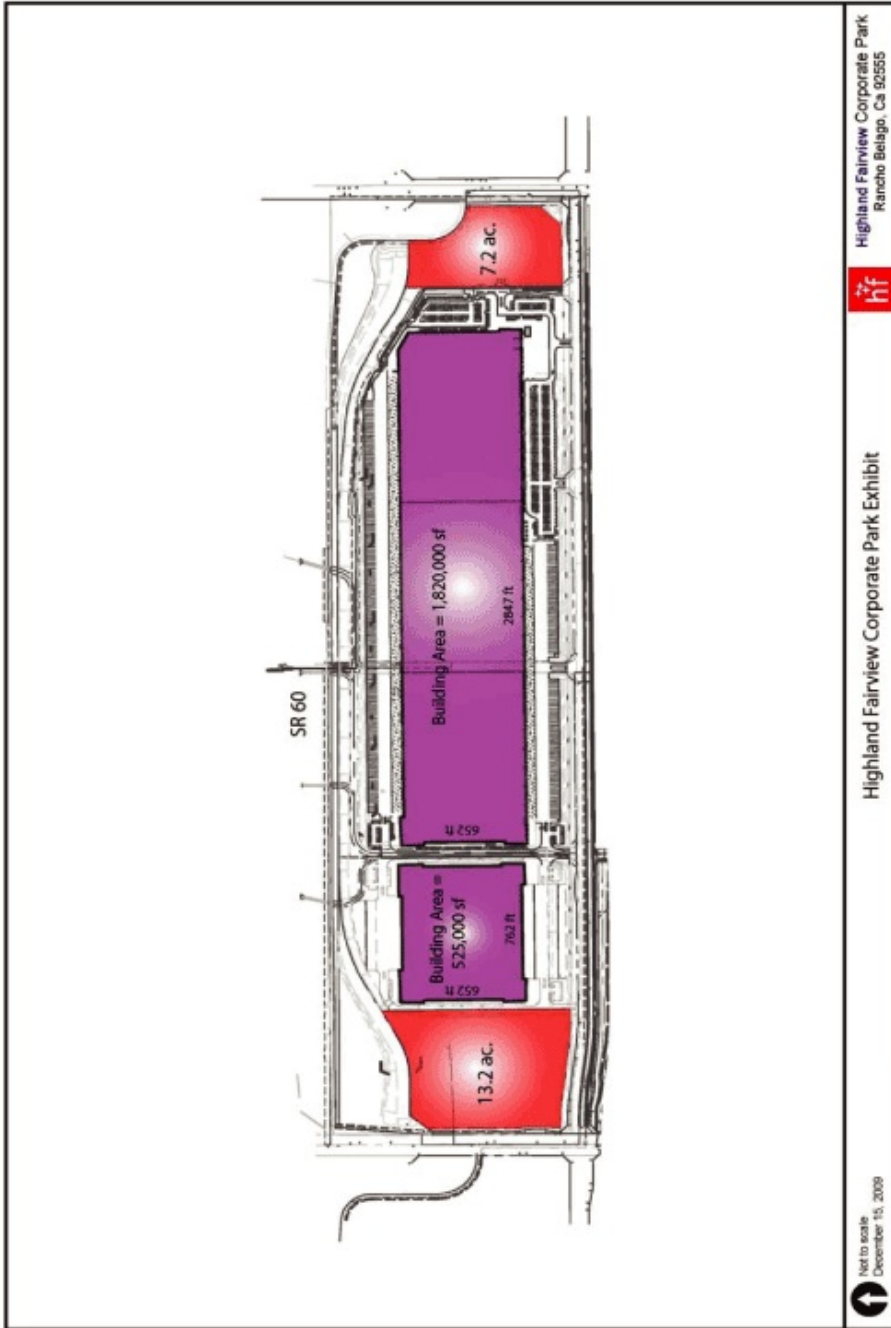 SR 60
13.2 ac.
Building Area =
525,000 sf
652 ft
762 ft
Building Area = 1,820,000 sf
652 ft
2847 ft
7.2 ac.
Not to scale
December 15, 2009
Highland Fairview Corporate Park Exhibit
hf
Highland Fairview Corporate Park
Rancho Belago, Ca 92555